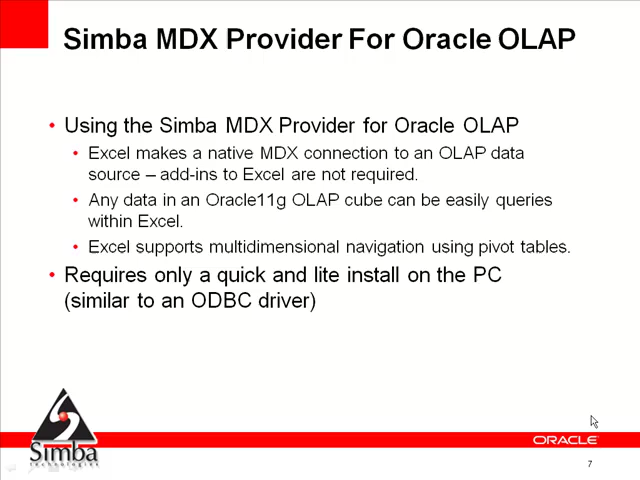 Simba MDX Provider For Oracle OLAP
• Using the Simba MDX Provider for Oracle OLAP
• Excel makes a native MDX connection to an OLAP data
source – add-ins to Excel are not required.
• Any data in an Oracle11g OLAP cube can be easily queries
within Excel.
• Excel supports multidimensional navigation using pivot tables.
• Requires only a quick and lite install on the PC
(similar to an ODBC driver)
ORACLE
Simba
technologies
7